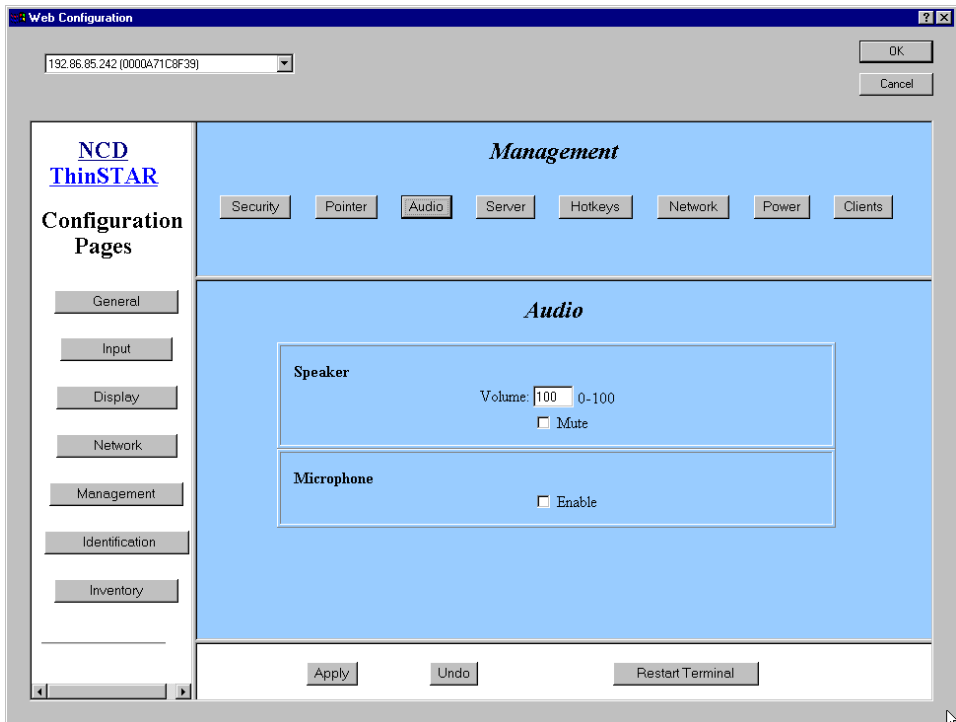 Web Configuration
192.86.85.242 (0000A71C8F39)
OK
Cancel
NCD
ThinSTAR
Configuration
Pages
General
Input
Display
Network
Management
Identification
Inventory
Management
Security Pointer Audio Server Hotkeys Network Power Clients
Audio
Speaker
Volume: 100 0-100
Mute
Microphone
Enable
Apply Undo Restart Terminal